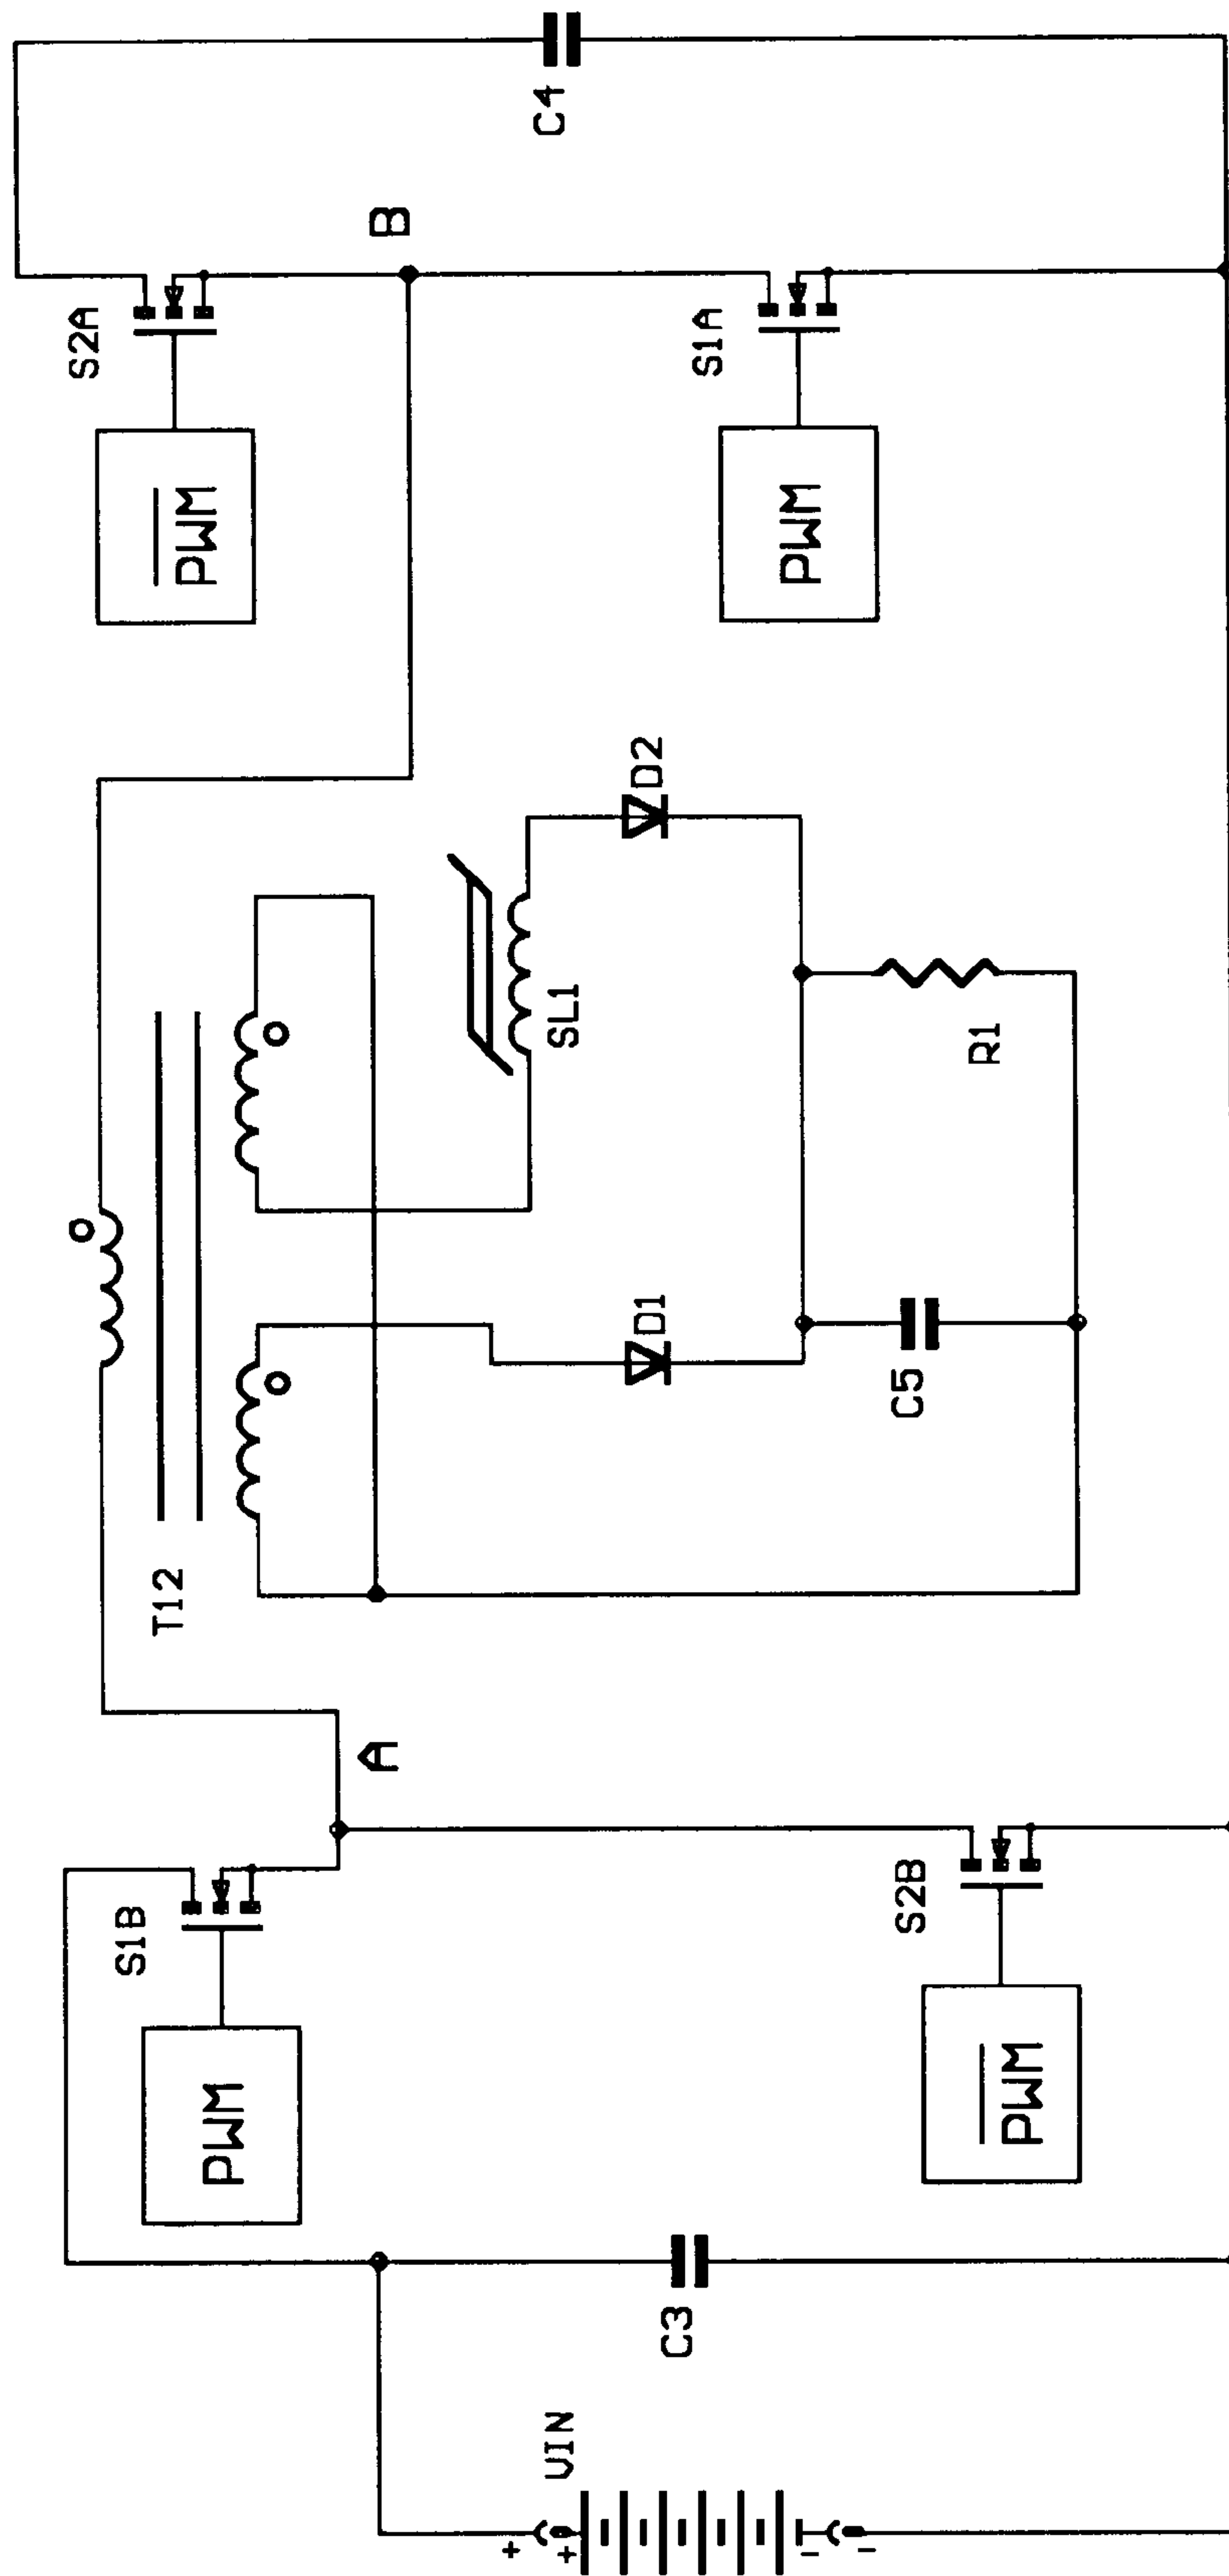 VIN
+
+
-
-
C3
PWM
S1B
PWM
S2B
A
T12
D1
C5
SL1
D2
R1
PWM
S2A
PWM
S1A
B
C4